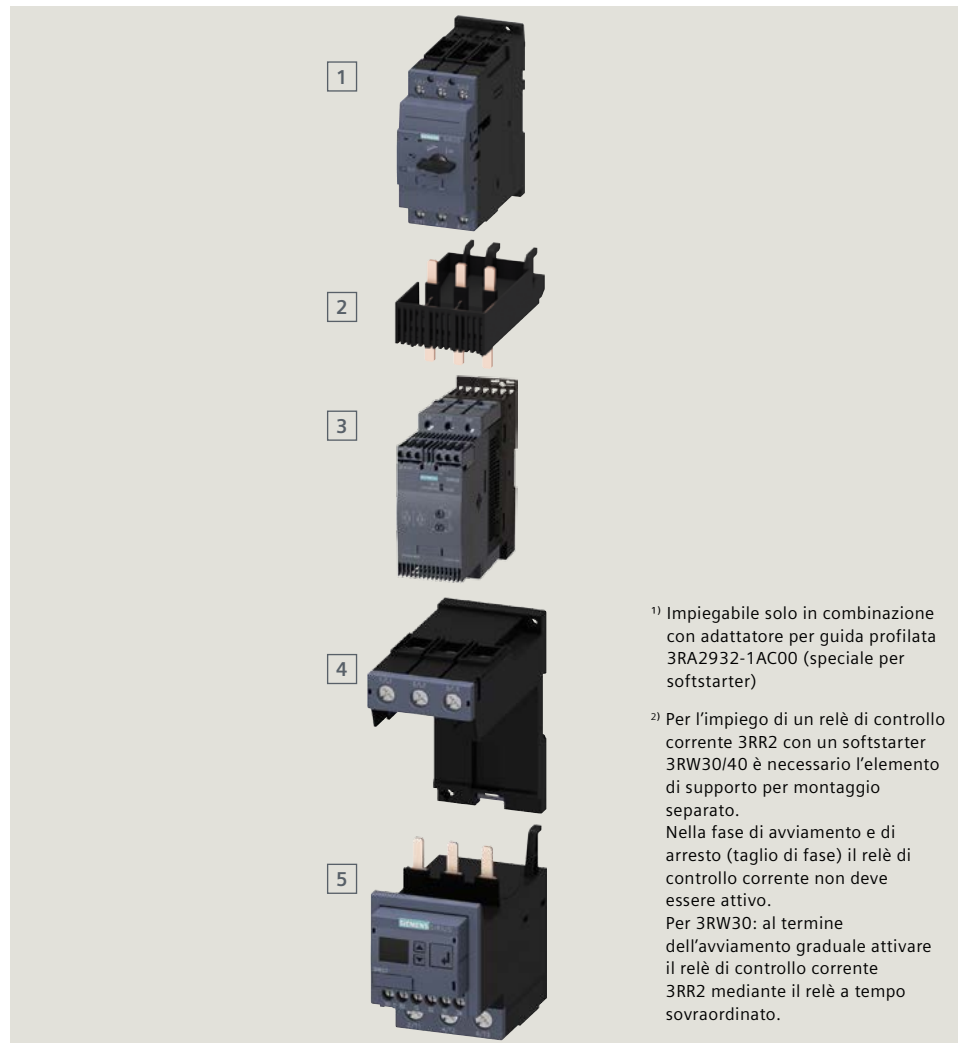 1
2
3
SIEMENS
4
5
SIEMENS
¹⁾ Impiegabile solo in combinazione
con adattatore per guida profilata
3RA2932-1AC00 (speciale per
softstarter)
²⁾ Per l’impiego di un relè di controllo
corrente 3RR2 con un softstarter
3RW30/40 è necessario l’elemento
di supporto per montaggio
separato.
Nella fase di avviamento e di
arresto (taglio di fase) il relè di
controllo corrente non deve
essere attivo.
Per 3RW30: al termine
dell’avviamento graduale attivare
il relè di controllo corrente
3RR2 mediante il relè a tempo
sovraordinato.